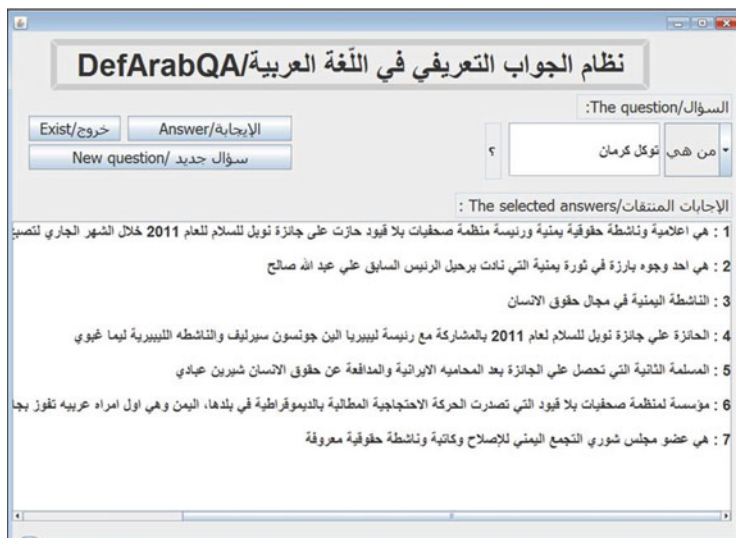 نظام الجواب التعريفي في اللّغة العربية/DefArabQA
السؤال/The question:
من هي توكل كرمان ؟
الإيجابة/Answer خروج/Exist
سؤال جديد /New question
الإجابات المنتقات/The selected answers :
1 : هي اعلامية وناشطة حقوقية يمنية ورئيسة منظمة صحفيات بلا قيود حازت على جائزة نوبل للسلام للعام 2011 خلال الشهر الجاري لتصبح
2 : هي احد وجوه بارزة في ثورة يمنية التي نادت برحيل الرئيس السابق علي عبد الله صالح
3 : الناشطة اليمنية في مجال حقوق الانسان
4 : الحائزة علي جائزة نوبل للسلام لعام 2011 بالمشاركة مع رئيسة ليبيريا الين جونسون سيرليف والناشطه الليبيرية ليما غبوي
5 : المسلمة الثانية التي تحصل علي الجائزة بعد المحاميه الايرانية والمدافعة عن حقوق الانسان شيرين عبادي
6 : مؤسسة لمنظمة صحفيات بلا قيود التي تصدرت الحركة الاحتجاجية المطالبة بالديموقراطية في بلدها، اليمن وهي اول امراه عربيه تفوز بجا
7 : هي عضو مجلس شوري التجمع اليمني للإصلاح وكاتبة وناشطة حقوقية معروفة